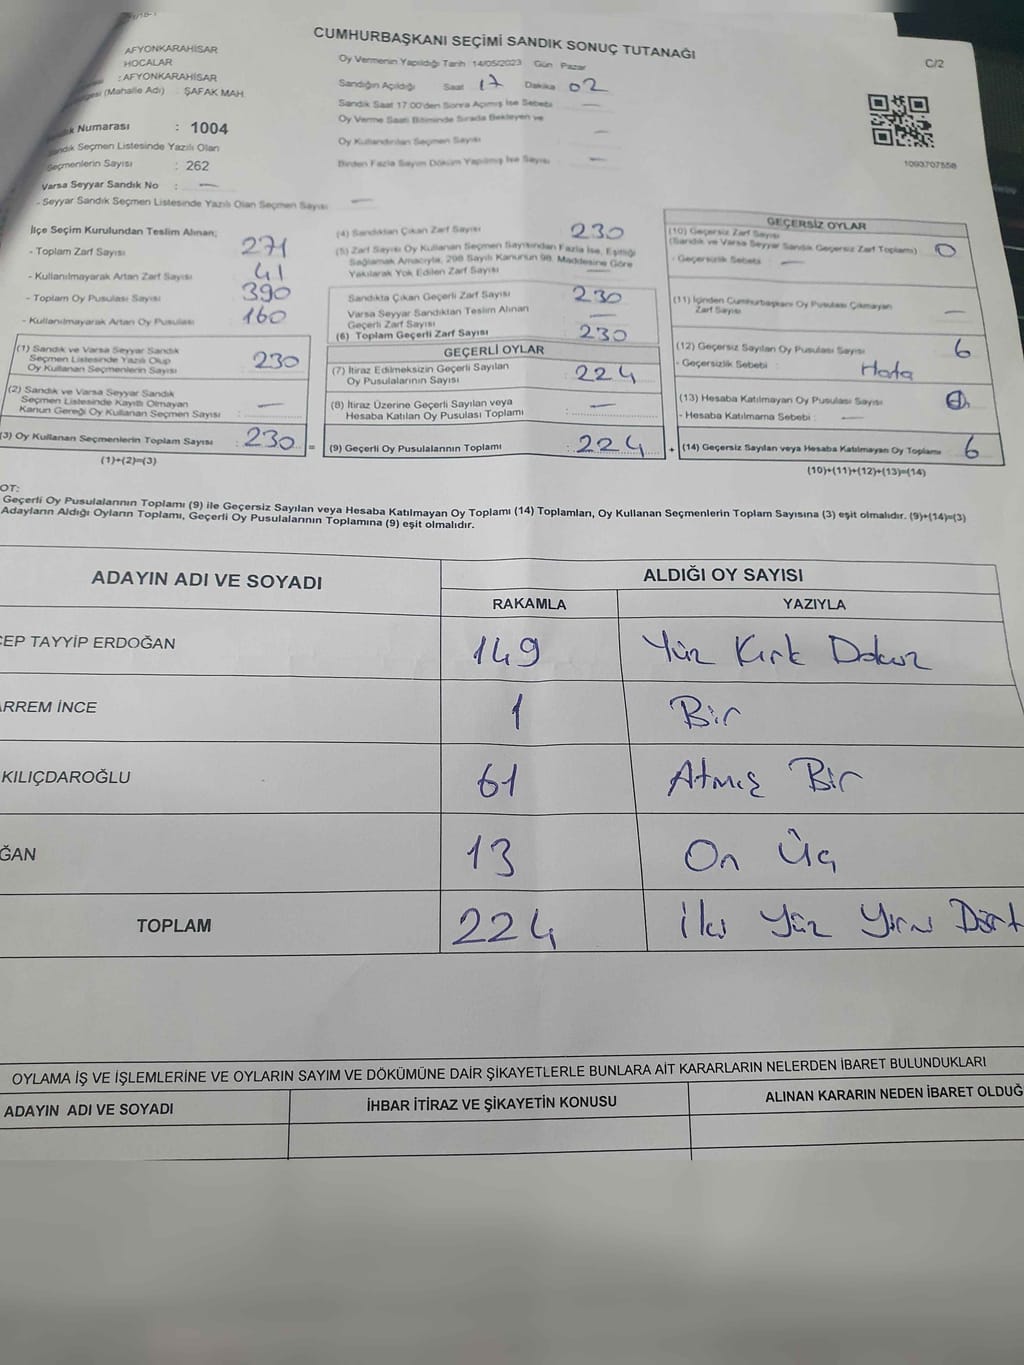 CUMHURBAŞKANI SEÇİMİ SANDIK SONUÇ TUTANAĞI
C/2
AFYONKARAHİSAR
HOCALAR
: AFYONKARAHİSAR
(Mahalle Adı) : ŞAFAK MAH.
Numarası : 1004
Sandık Seçmen Listesinde Yazılı Olan
Seçmenlerin Sayısı : 262
Varsa Seyyar Sandık No : —
- Seyyar Sandık Seçmen Listesinde Yazılı Olan Seçmen Sayısı —
Oy Vermenin Yapıldığı Tarih 14/05/2023 Gün Pazar
Sandığın Açıldığı Saat 17 Dakika 02
Sandık Saat 17:00'den Sonra Açılmış İse Sebebi —
Oy Verme Saati Bitiminde Sırada Bekleyen ve
Oy Kullandırılan Seçmen Sayısı —
Birden Fazla Sayım Döküm Yapılmış İse Sayısı —
1093707558
İlçe Seçim Kurulundan Teslim Alınan;
- Toplam Zarf Sayısı 271
- Kullanılmayarak Artan Zarf Sayısı 41
- Toplam Oy Pusulası Sayısı 390
- Kullanılmayarak Artan Oy Pusulası 160
(1) Sandık ve Varsa Seyyar Sandık
Seçmen Listesinde Yazılı Olup
Oy Kullanan Seçmenlerin Sayısı 230
(2) Sandık ve Varsa Seyyar Sandık
Seçmen Listesinde Kayıtlı Olmayan
Kanun Gereği Oy Kullanan Seçmen Sayısı : —
(3) Oy Kullanan Seçmenlerin Toplam Sayısı : 230 =
(1)+(2)=(3)
(4) Sandıktan Çıkan Zarf Sayısı 230
(5) Zarf Sayısı Oy Kullanan Seçmen Sayısından Fazla İse, Eşitliği
Sağlamak Amacıyla, 298 Sayılı Kanunun 98. Maddesine Göre
Yakılarak Yok Edilen Zarf Sayısı —
Sandıkta Çıkan Geçerli Zarf Sayısı 230
Varsa Seyyar Sandıktan Teslim Alınan
Geçerli Zarf Sayısı —
(6) Toplam Geçerli Zarf Sayısı 230
GEÇERLİ OYLAR
(7) İtiraz Edilmeksizin Geçerli Sayılan
Oy Pusulalarının Sayısı 224
(8) İtiraz Üzerine Geçerli Sayılan veya
Hesaba Katılan Oy Pusulası Toplamı : —
(9) Geçerli Oy Pusulalarının Toplamı : 224 +
GEÇERSİZ OYLAR
(10) Geçersiz Zarf Sayısı
(Sandık ve Varsa Seyyar Sandık Geçersiz Zarf Toplamı) 0
- Geçersizlik Sebebi : —
(11) İçinden Cumhurbaşkanı Oy Pusulası Çıkmayan
Zarf Sayısı —
(12) Geçersiz Sayılan Oy Pusulası Sayısı 6
- Geçersizlik Sebebi : Hata
(13) Hesaba Katılmayan Oy Pusulası Sayısı
- Hesaba Katılmama Sebebi : —
(14) Geçersiz Sayılan veya Hesaba Katılmayan Oy Toplamı 6
(10)+(11)+(12)+(13)=(14)
OT:
Geçerli Oy Pusulalarının Toplamı (9) ile Geçersiz Sayılan veya Hesaba Katılmayan Oy Toplamı (14) Toplamları, Oy Kullanan Seçmenlerin Toplam Sayısına (3) eşit olmalıdır. (9)+(14)=(3)
Adayların Aldığı Oyların Toplamı, Geçerli Oy Pusulalarının Toplamına (9) eşit olmalıdır.
ADAYIN ADI VE SOYADI ALDIĞI OY SAYISI
RAKAMLA YAZIYLA
CEP TAYYİP ERDOĞAN 149 Yüz Kırk Dokuz
ARREM İNCE 1 Bir
KILIÇDAROĞLU 61 Atmış Bir
ĞAN 13 On Üç
TOPLAM 224 İki Yüz Yirmi Dört
OYLAMA İŞ VE İŞLEMLERİNE VE OYLARIN SAYIM VE DÖKÜMÜNE DAİR ŞİKAYETLERLE BUNLARA AİT KARARLARIN NELERDEN İBARET BULUNDUKLARI
ADAYIN ADI VE SOYADI İHBAR İTİRAZ VE ŞİKAYETİN KONUSU ALINAN KARARIN NEDEN İBARET OLDUĞ